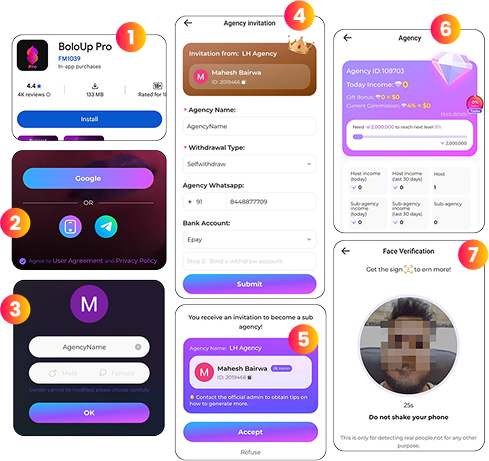 1
BoloUp Pro
FM1039
In-app purchases
Pro
4.4★
4K reviews
133 MB
18+
Rated for 18
Install
2
Google
OR
Agree to User Agreement and Privacy Policy
3
M
AgencyName
Male
Female
Gender cannot be modified, please choose carefully.
OK
4
Agency invitation
Invitation from: LH Agency
M
Mahesh Bairwa
ID: 2019466
* Agency Name:
AgencyName
* Withdrawal Type:
Selfwithdraw
Agency Whatsapp:
+ 91
8448877709
Bank Account:
Epay
Step 2: Bind a withdraw account
Submit
5
You receive an invitation to become a sub
agency!
Agency Name: LH Agency
M
Mahesh Bairwa
ID: 2019466
Contact the official admin to obtain tips on
how to generate more.
Accept
Refuse
6
Agency
Agency ID:108703
Today Income: 0
Gift Bonus: 0 = $0
Current Commission: 4% = $0
More details>
Need 2,000,000 to reach next level 8%
2,000,000
Host income
(today)
0
Host income
(last 30 days)
0
Host
1
Sub-agency
income
(today)
0
Sub-agency
income
(last 30 days)
0
Sub-agency
0
7
Face Verification
Get the sign to ern more!
25s
Do not shake your phone
This is only for detecting real people,not for any other
purpose.